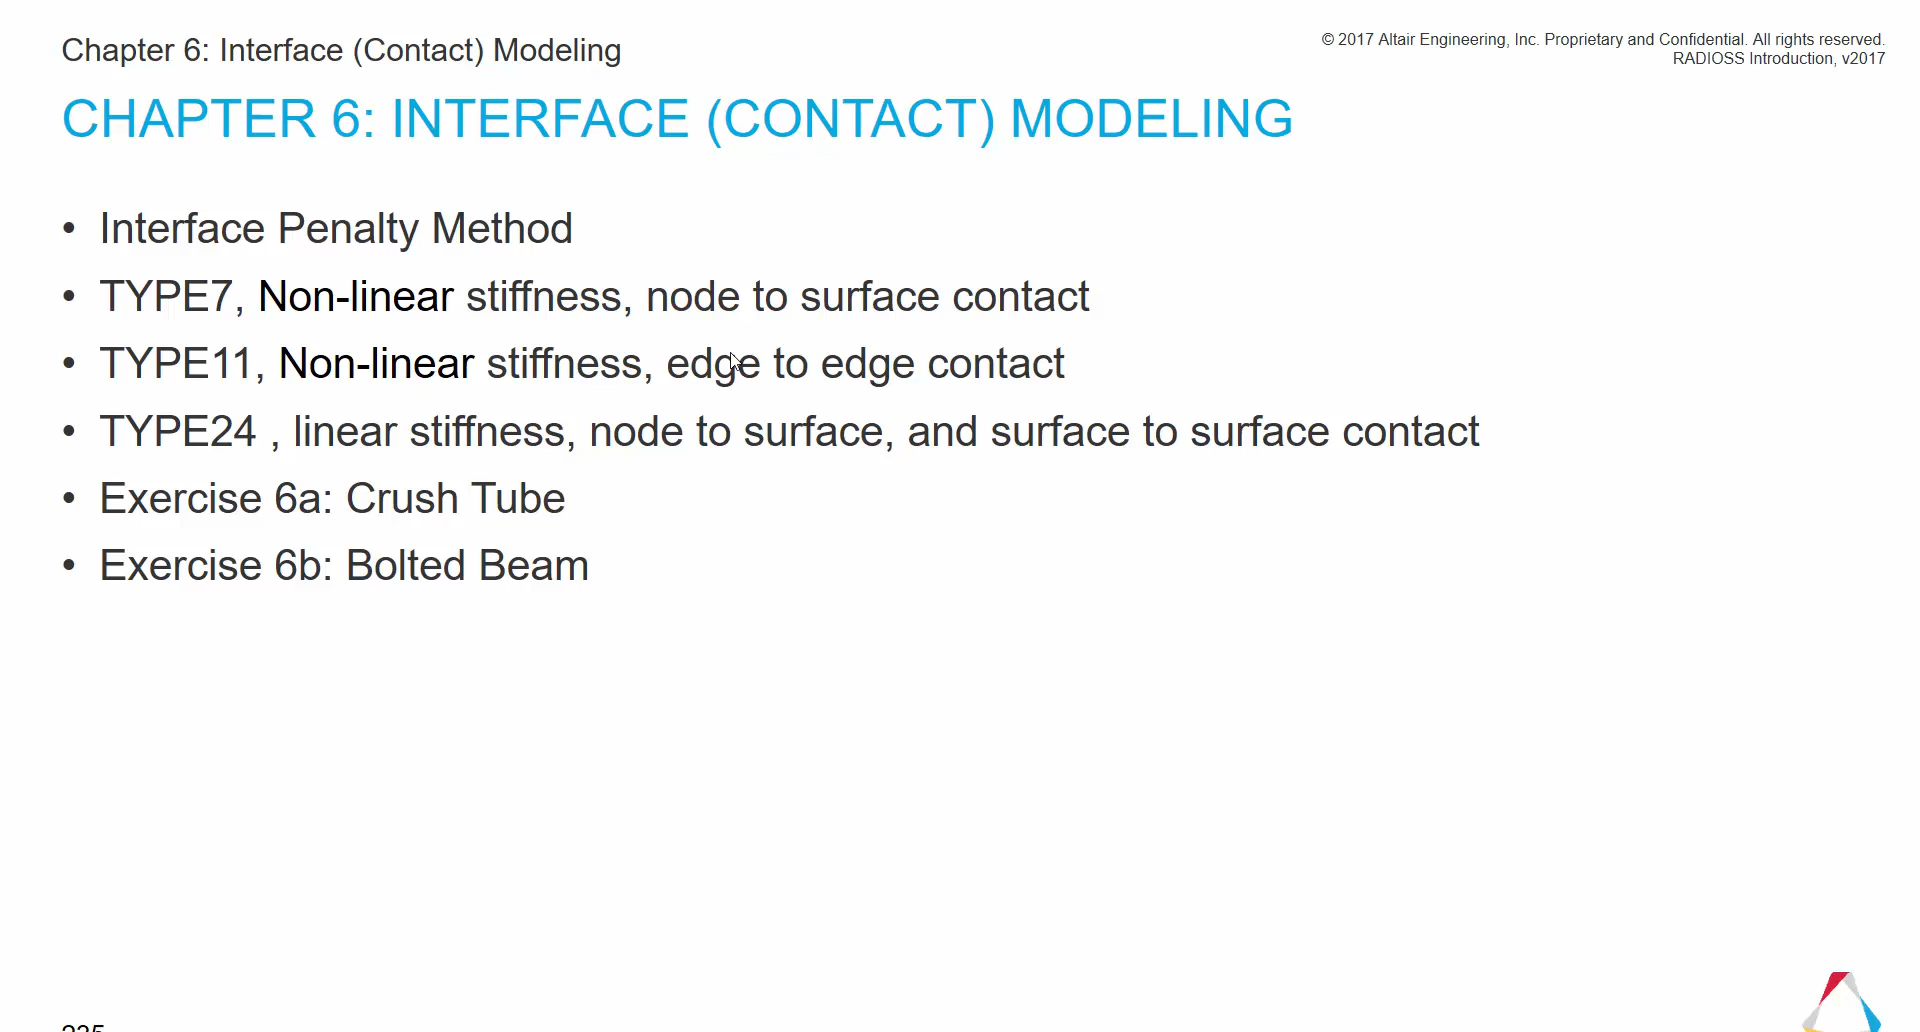 Chapter 6: Interface (Contact) Modeling
© 2017 Altair Engineering, Inc. Proprietary and Confidential. All rights reserved.
RADIOSS Introduction, v2017
CHAPTER 6: INTERFACE (CONTACT) MODELING
• Interface Penalty Method
• TYPE7, Non-linear stiffness, node to surface contact
• TYPE11, Non-linear stiffness, edge to edge contact
• TYPE24 , linear stiffness, node to surface, and surface to surface contact
• Exercise 6a: Crush Tube
• Exercise 6b: Bolted Beam